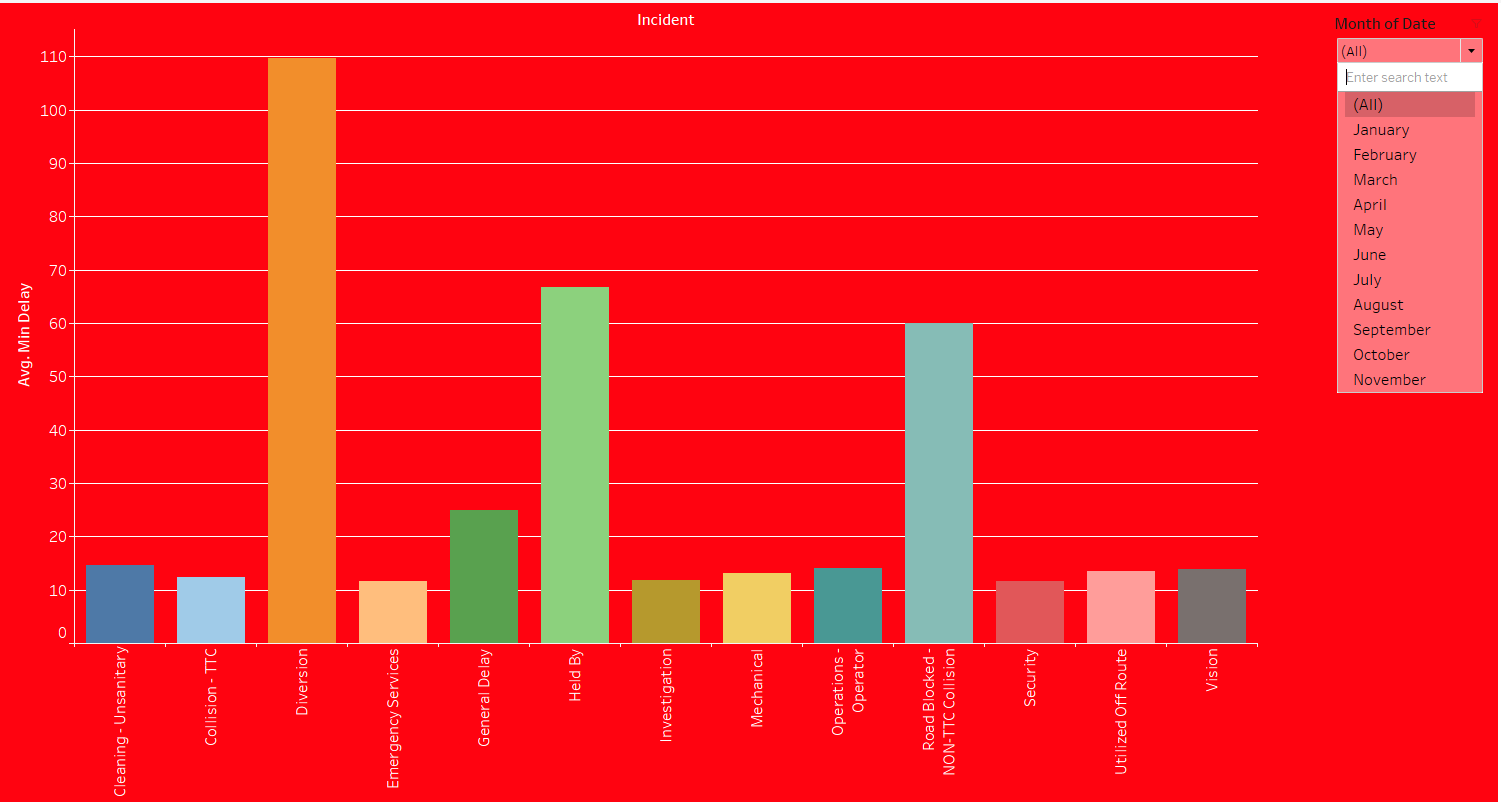 Incident
Month of Date
(All)
Enter search text
(All)
January
February
March
April
May
June
July
August
September
October
November
Avg. Min Delay
110
100
90
80
70
60
50
40
30
20
10
0
Cleaning - Unsanitary
Collision - TTC
Diversion
Emergency Services
General Delay
Held By
Investigation
Mechanical
Operations -
Operator
Road Blocked -
NON-TTC Collision
Security
Utilized Off Route
Vision